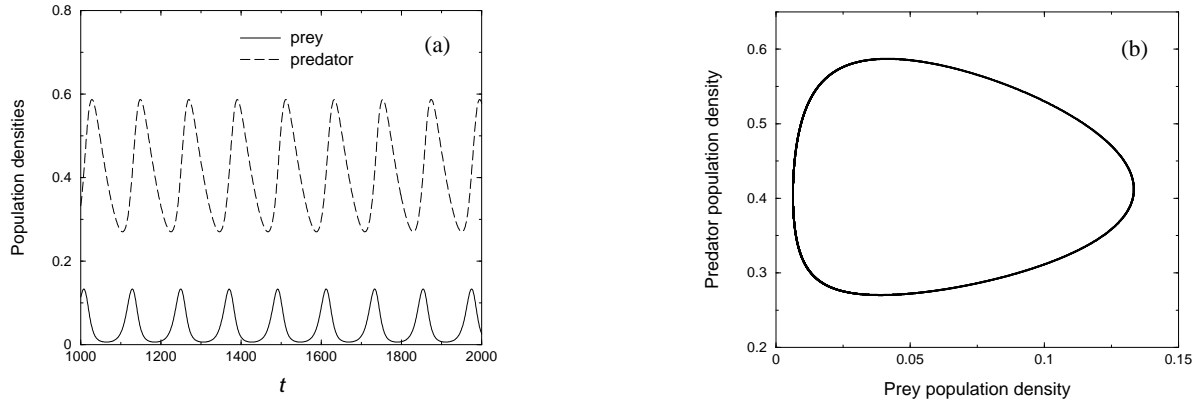 0.8
0.6
0.4
0.2
0
Population densities
prey
predator
(a)
1000 1200 1400 1600 1800 2000
t
0.6
0.5
0.4
0.3
0.2
Predator population density
(b)
0 0.05 0.1 0.15
Prey population density